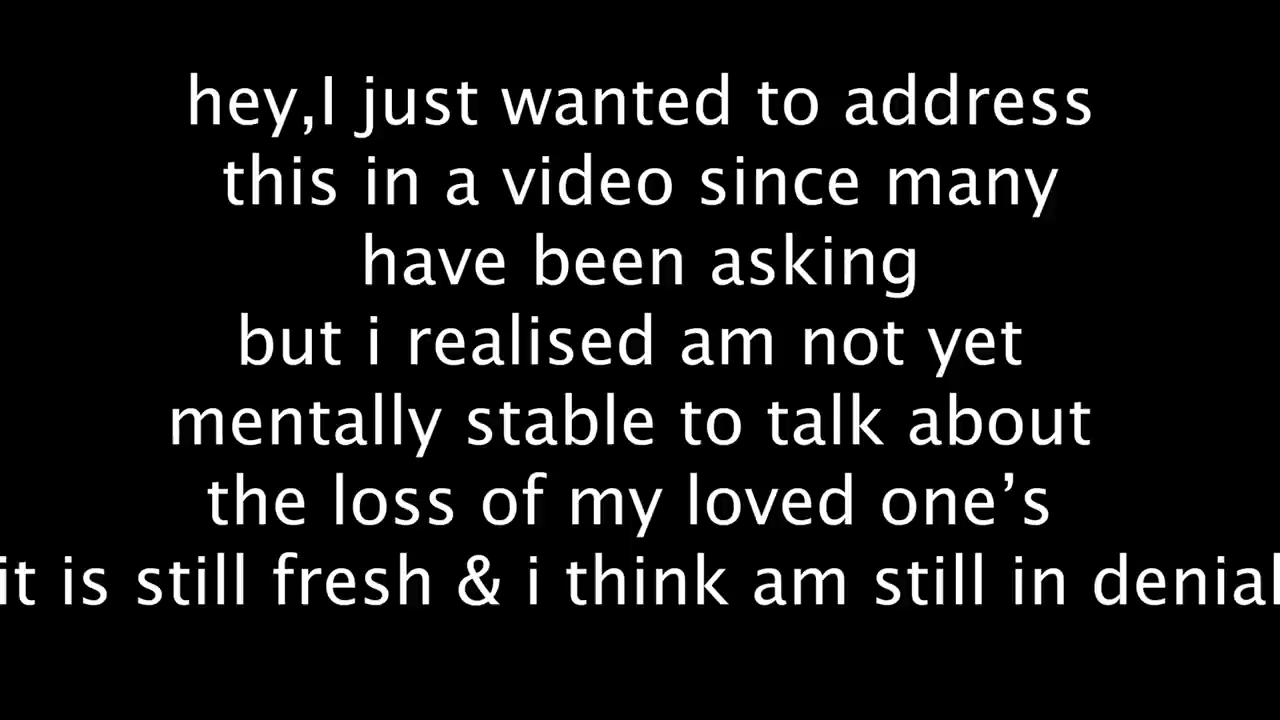 hey,I just wanted to address
this in a video since many
have been asking
but i realised am not yet
mentally stable to talk about
the loss of my loved one’s
it is still fresh & i think am still in denial